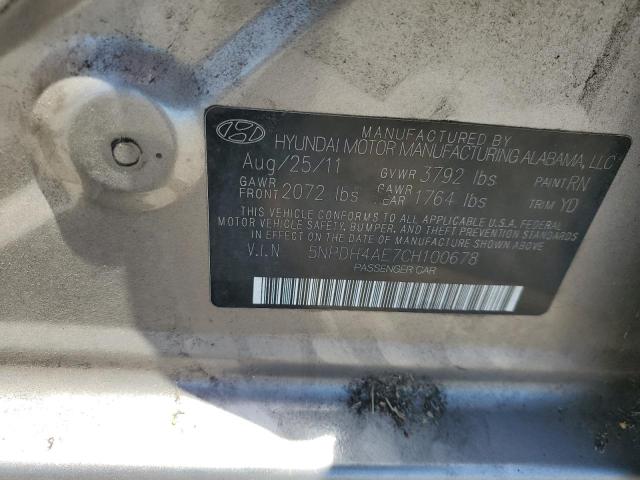 MANUFACTURED BY
HYUNDAI MOTOR MANUFACTURING ALABAMA, LLC
Aug/25/11 GVWR 3792 lbs PAINT RN
GAWR FRONT 2072 lbs GAWR REAR 1764 lbs TRIM YD
THIS VEHICLE CONFORMS TO ALL APPLICABLE U.S.A. FEDERAL
MOTOR VEHICLE SAFETY, BUMPER, AND THEFT PREVENTION
STANDARDS IN EFFECT ON THE DATE OF MANUFACTURE SHOWN ABOVE.
V.I.N 5NPDH4AE7CH100678
PASSENGER CAR